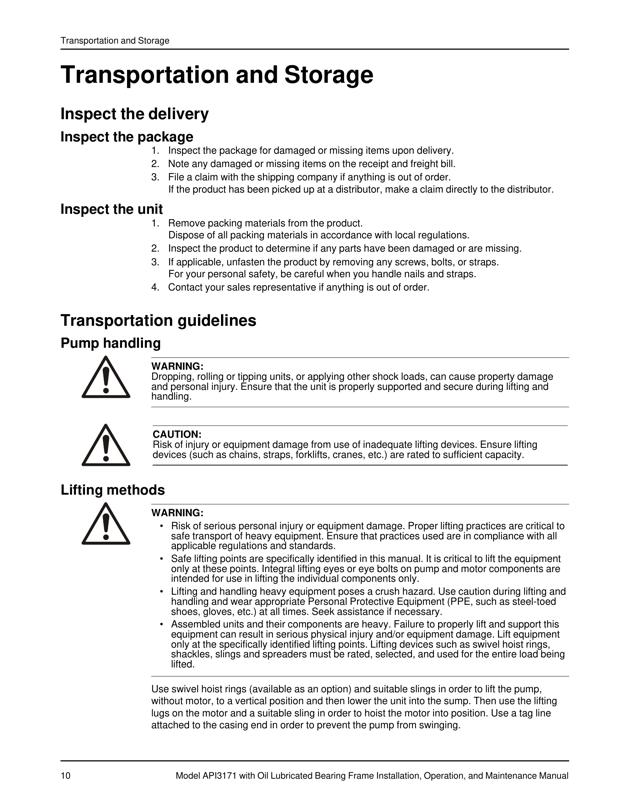 Transportation and Storage
Transportation and Storage
Inspect the delivery
Inspect the package
1. Inspect the package for damaged or missing items upon delivery.
2. Note any damaged or missing items on the receipt and freight bill.
3. File a claim with the shipping company if anything is out of order.
If the product has been picked up at a distributor, make a claim directly to the distributor.
Inspect the unit
1. Remove packing materials from the product.
Dispose of all packing materials in accordance with local regulations.
2. Inspect the product to determine if any parts have been damaged or are missing.
3. If applicable, unfasten the product by removing any screws, bolts, or straps.
For your personal safety, be careful when you handle nails and straps.
4. Contact your sales representative if anything is out of order.
Transportation guidelines
Pump handling
WARNING:
Dropping, rolling or tipping units, or applying other shock loads, can cause property damage
and personal injury. Ensure that the unit is properly supported and secure during lifting and
handling.
CAUTION:
Risk of injury or equipment damage from use of inadequate lifting devices. Ensure lifting
devices (such as chains, straps, forklifts, cranes, etc.) are rated to sufficient capacity.
Lifting methods
WARNING:
• Risk of serious personal injury or equipment damage. Proper lifting practices are critical to
safe transport of heavy equipment. Ensure that practices used are in compliance with all
applicable regulations and standards.
• Safe lifting points are specifically identified in this manual. It is critical to lift the equipment
only at these points. Integral lifting eyes or eye bolts on pump and motor components are
intended for use in lifting the individual components only.
• Lifting and handling heavy equipment poses a crush hazard. Use caution during lifting and
handling and wear appropriate Personal Protective Equipment (PPE, such as steel-toed
shoes, gloves, etc.) at all times. Seek assistance if necessary.
• Assembled units and their components are heavy. Failure to properly lift and support this
equipment can result in serious physical injury and/or equipment damage. Lift equipment
only at the specifically identified lifting points. Lifting devices such as swivel hoist rings,
shackles, slings and spreaders must be rated, selected, and used for the entire load being
lifted.
Use swivel hoist rings (available as an option) and suitable slings in order to lift the pump,
without motor, to a vertical position and then lower the unit into the sump. Then use the lifting
lugs on the motor and a suitable sling in order to hoist the motor into position. Use a tag line
attached to the casing end in order to prevent the pump from swinging.
10 Model API3171 with Oil Lubricated Bearing Frame Installation, Operation, and Maintenance Manual